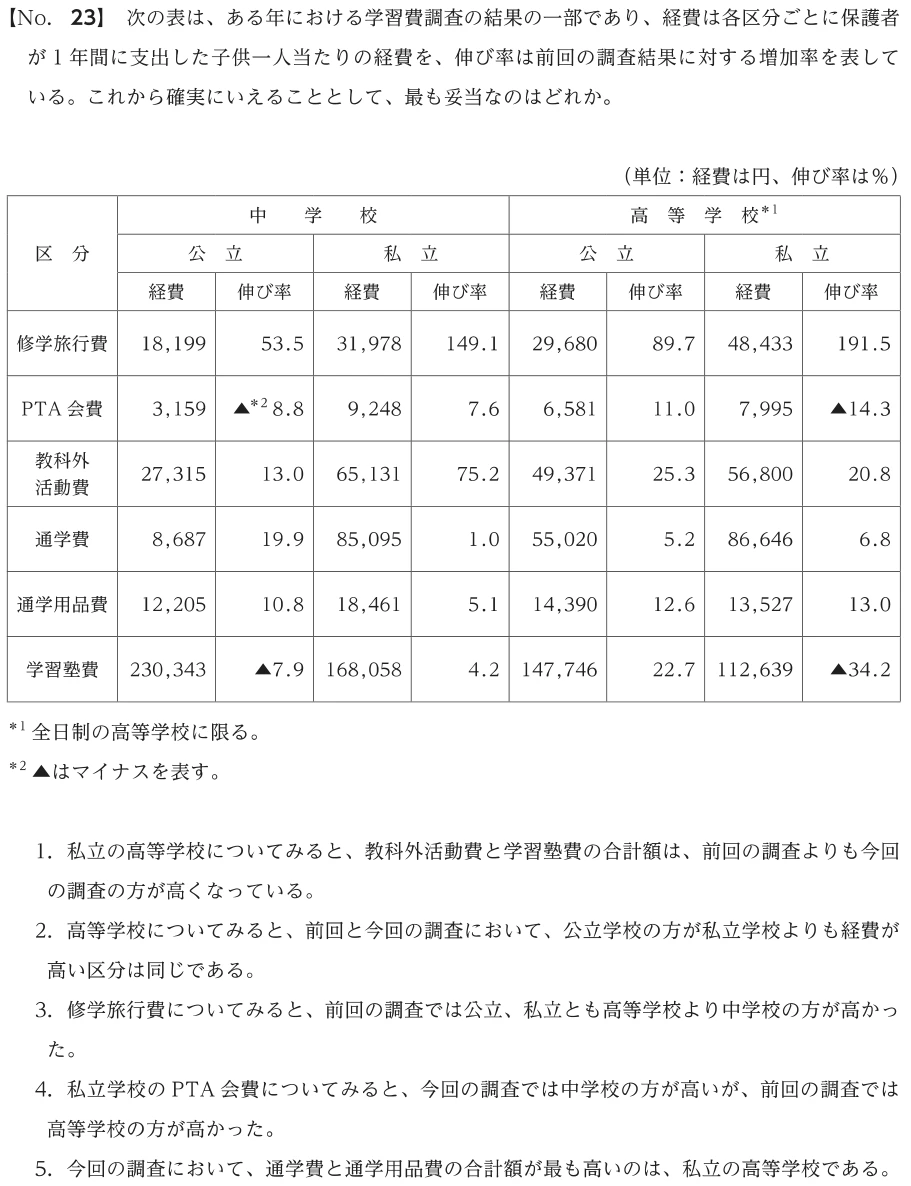 【No. 23】 次の表は、ある年における学習費調査の結果の一部であり、経費は各区分ごとに保護者
が1年間に支出した子供一人当たりの経費を、伸び率は前回の調査結果に対する増加率を表して
いる。これから確実にいえることとして、最も妥当なのはどれか。
(単位：経費は円、伸び率は％)
区 分 中 学 校 高 等 学 校*1
公 立 私 立 公 立 私 立
経費 伸び率 経費 伸び率 経費 伸び率 経費 伸び率
修学旅行費 18,199 53.5 31,978 149.1 29,680 89.7 48,433 191.5
PTA会費 3,159 ▲*2 8.8 9,248 7.6 6,581 11.0 7,995 ▲14.3
教科外
活動費 27,315 13.0 65,131 75.2 49,371 25.3 56,800 20.8
通学費 8,687 19.9 85,095 1.0 55,020 5.2 86,646 6.8
通学用品費 12,205 10.8 18,461 5.1 14,390 12.6 13,527 13.0
学習塾費 230,343 ▲7.9 168,058 4.2 147,746 22.7 112,639 ▲34.2
*1 全日制の高等学校に限る。
*2 ▲はマイナスを表す。
1．私立の高等学校についてみると、教科外活動費と学習塾費の合計額は、前回の調査よりも今回
の調査の方が高くなっている。
2．高等学校についてみると、前回と今回の調査において、公立学校の方が私立学校よりも経費が
高い区分は同じである。
3．修学旅行費についてみると、前回の調査では公立、私立とも高等学校より中学校の方が高かっ
た。
4．私立学校のPTA会費についてみると、今回の調査では中学校の方が高いが、前回の調査では
高等学校の方が高かった。
5．今回の調査において、通学費と通学用品費の合計額が最も高いのは、私立の高等学校である。